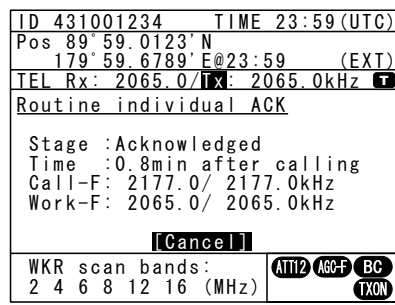 ID 431001234 TIME 23:59(UTC)
Pos 89°59.0123'N
179°59.6789'E@23:59 (EXT)
TEL Rx: 2065.0/Tx: 2065.0kHz T
Routine individual ACK
Stage :Acknowledged
Time :0.8min after calling
Call-F: 2177.0/ 2177.0kHz
Work-F: 2065.0/ 2065.0kHz
[Cancel]
WKR scan bands:
2 4 6 8 12 16 (MHz)
ATT12 AGC-F BC
TXON